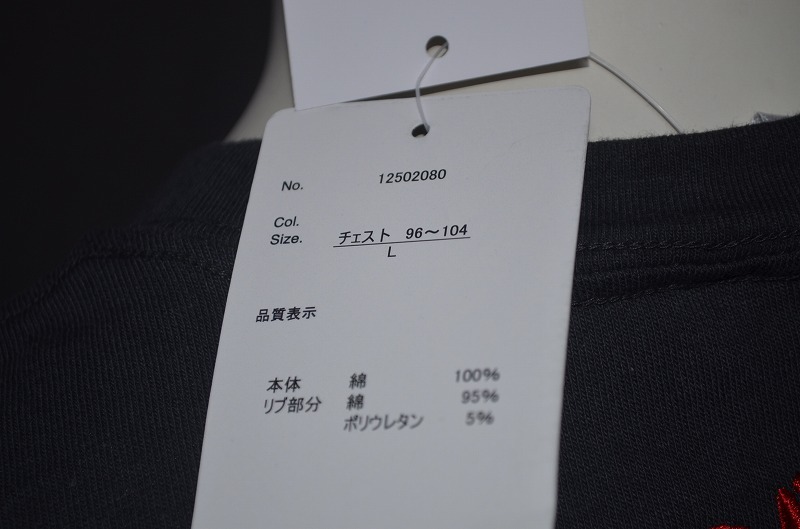 No. 12502080
Col.
Size. チェスト 96～104
L
品質表示
本体 綿 100%
リブ部分 綿 95%
ポリウレタン 5%